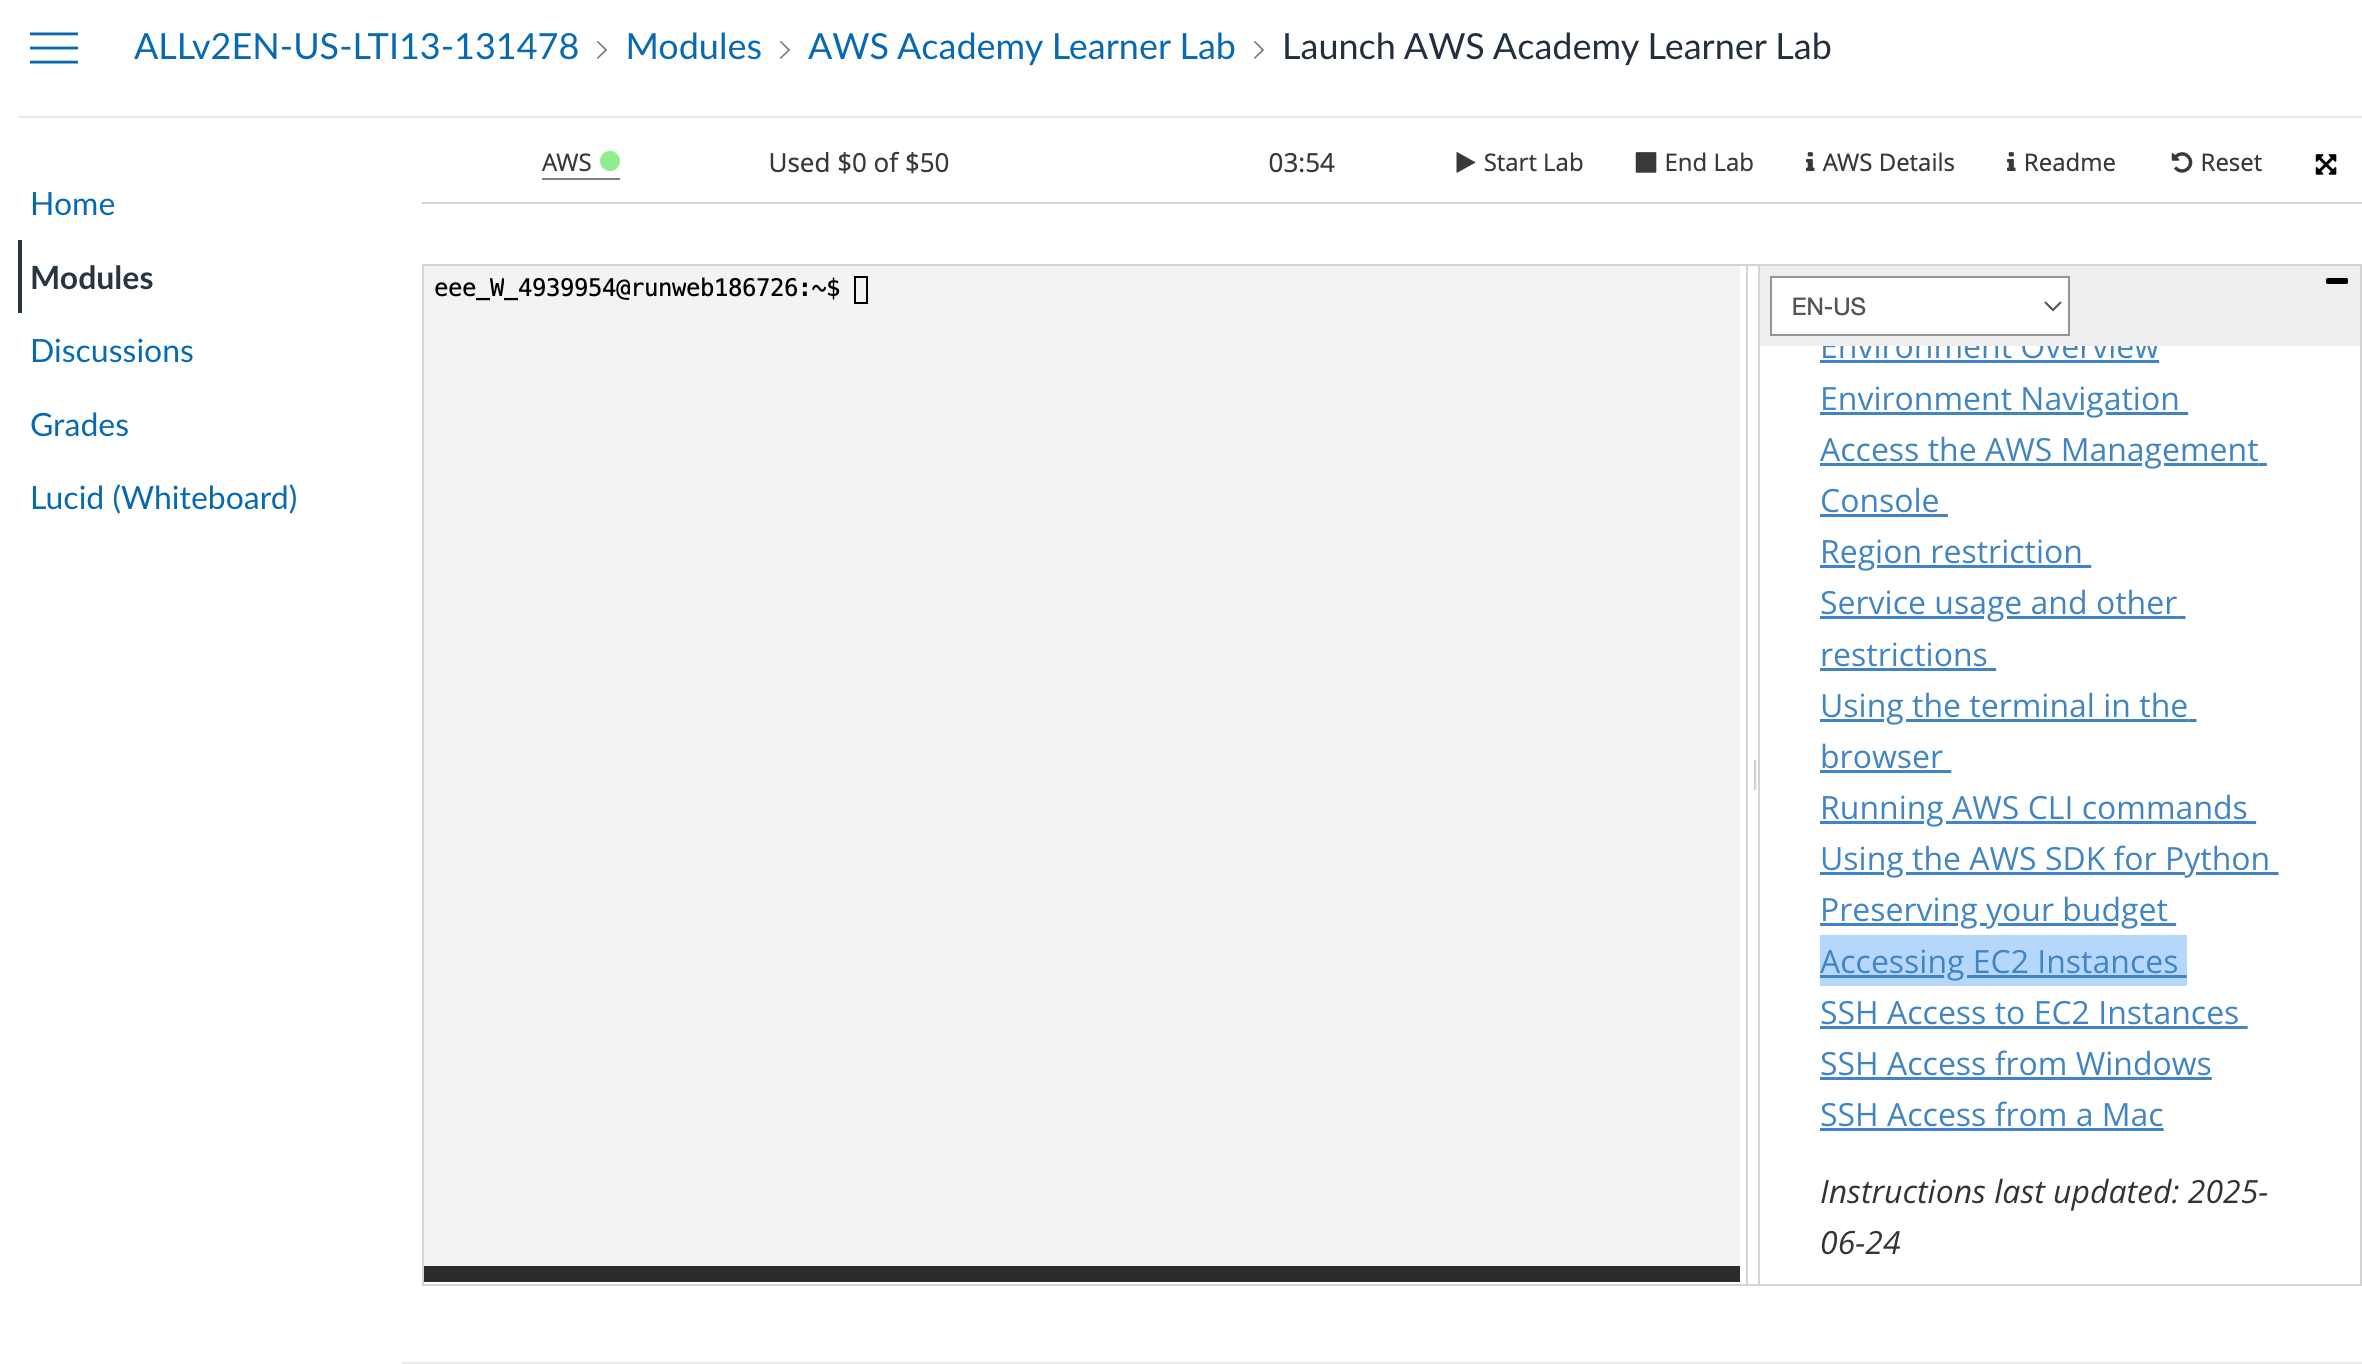 ALLv2EN-US-LTI13-131478 > Modules > AWS Academy Learner Lab > Launch AWS Academy Learner Lab
AWS Used $0 of $50 03:54 Start Lab End Lab AWS Details Readme Reset
Home
Modules
Discussions
Grades
Lucid (Whiteboard)
eee_W_4939954@runweb186726:~$
EN-US
Environment Overview
Environment Navigation
Access the AWS Management
Console
Region restriction
Service usage and other
restrictions
Using the terminal in the
browser
Running AWS CLI commands
Using the AWS SDK for Python
Preserving your budget
Accessing EC2 Instances
SSH Access to EC2 Instances
SSH Access from Windows
SSH Access from a Mac
Instructions last updated: 2025-
06-24